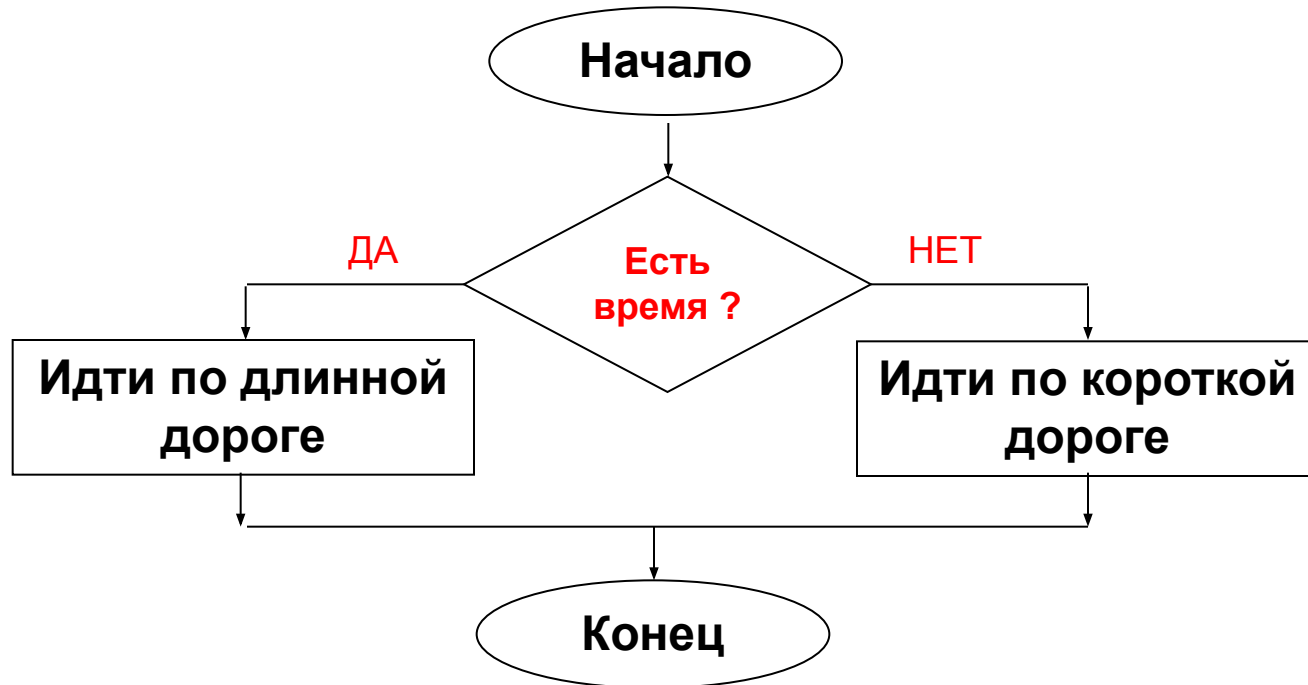 Начало
ДА
Есть
время ?
НЕТ
Идти по длинной
дороге
Идти по короткой
дороге
Конец